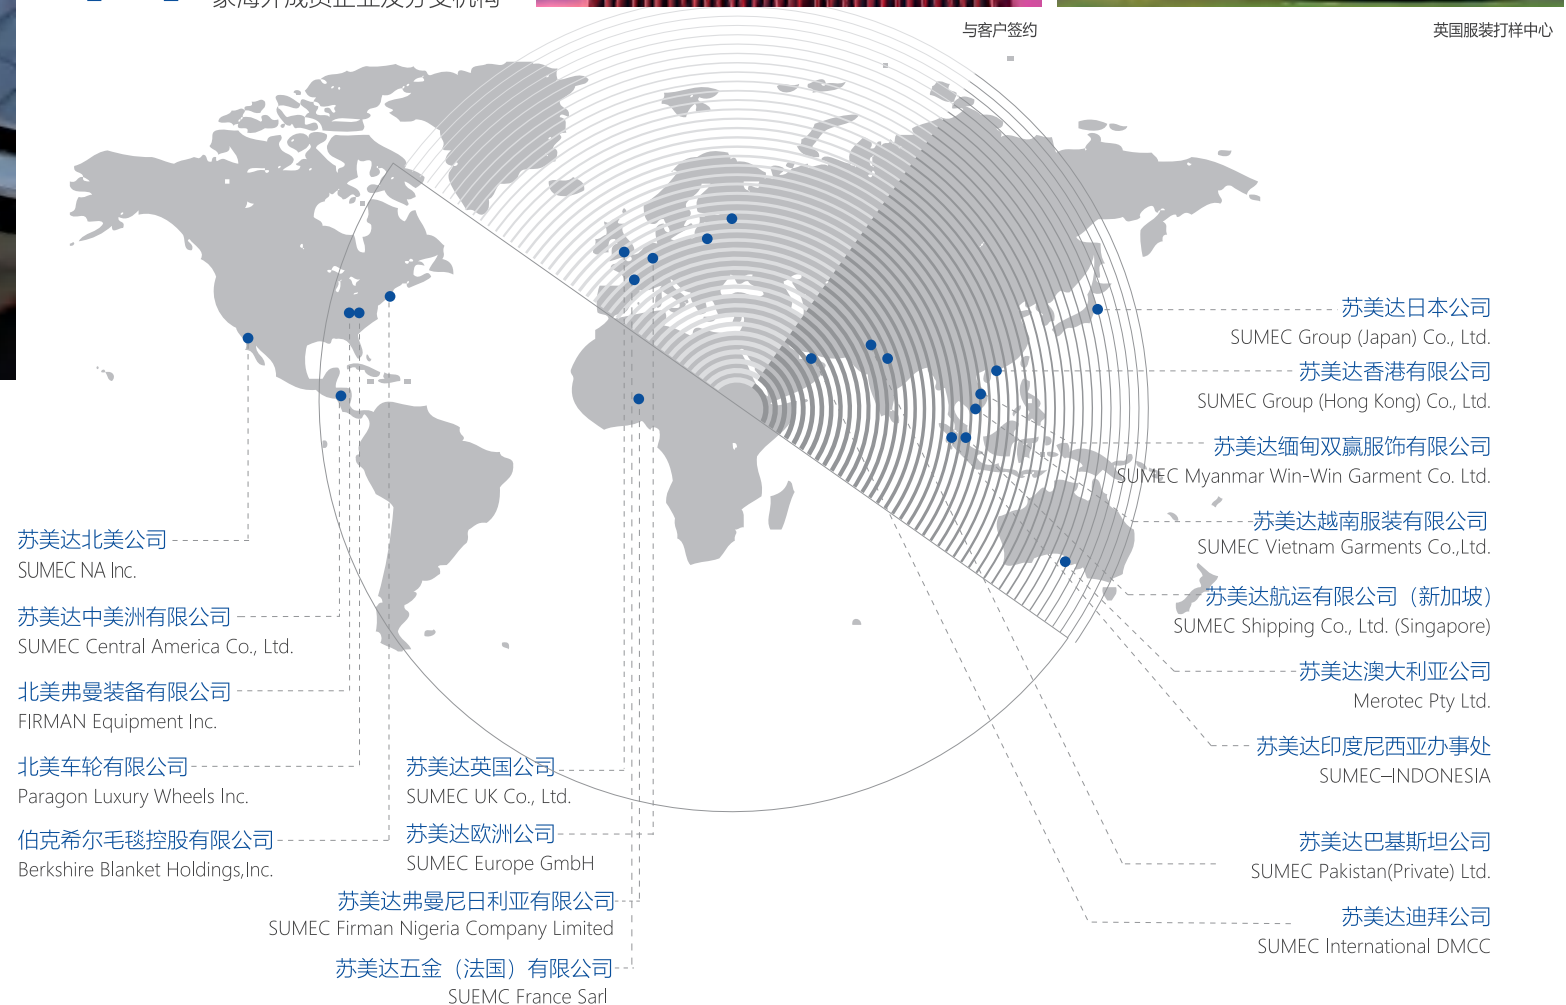 家海外成员企业及分支机构
与客户签约
英国服装打样中心
苏美达日本公司
SUMEC Group (Japan) Co., Ltd.
苏美达香港有限公司
SUMEC Group (Hong Kong) Co., Ltd.
苏美达缅甸双赢服饰有限公司
SUMEC Myanmar Win-Win Garment Co. Ltd.
苏美达越南服装有限公司
SUMEC Vietnam Garments Co.,Ltd.
苏美达航运有限公司（新加坡）
SUMEC Shipping Co., Ltd. (Singapore)
苏美达澳大利亚公司
Merotec Pty Ltd.
苏美达印度尼西亚办事处
SUMEC–INDONESIA
苏美达巴基斯坦公司
SUMEC Pakistan(Private) Ltd.
苏美达迪拜公司
SUMEC International DMCC
苏美达北美公司
SUMEC NA Inc.
苏美达中美洲有限公司
SUMEC Central America Co., Ltd.
北美弗曼装备有限公司
FIRMAN Equipment Inc.
北美车轮有限公司
Paragon Luxury Wheels Inc.
伯克希尔毛毯控股有限公司
Berkshire Blanket Holdings,Inc.
苏美达英国公司
SUMEC UK Co., Ltd.
苏美达欧洲公司
SUMEC Europe GmbH
苏美达弗曼尼日利亚有限公司
SUMEC Firman Nigeria Company Limited
苏美达五金（法国）有限公司
SUEMC France Sarl